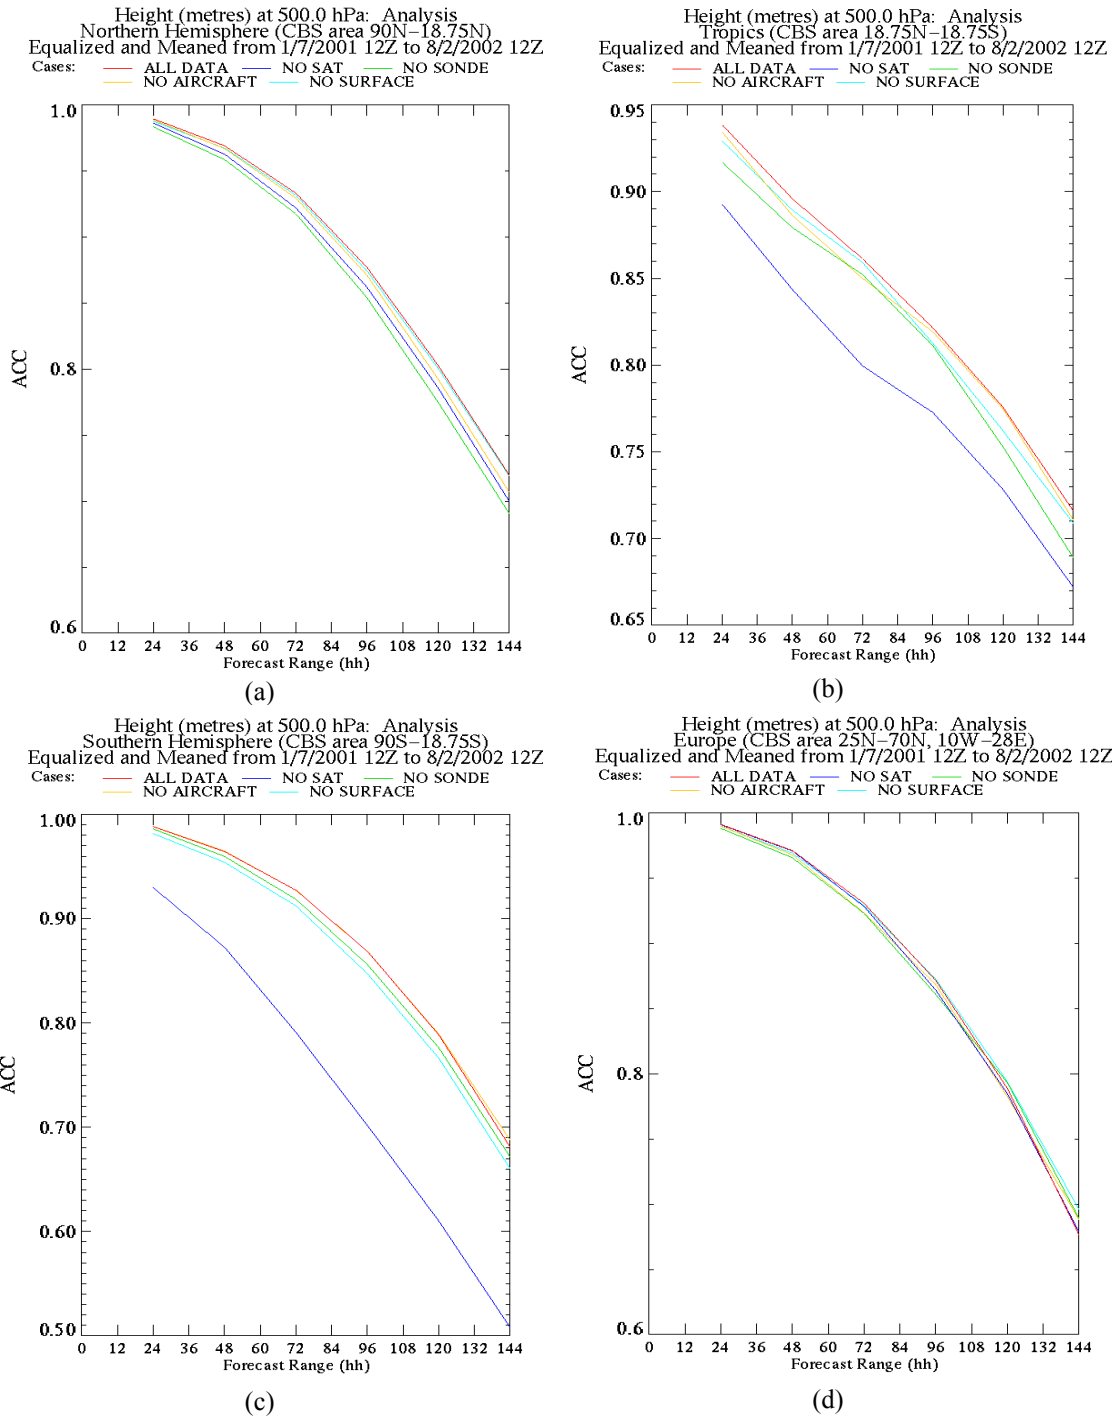 Height (metres) at 500.0 hPa: Analysis
Northern Hemisphere (CBS area 90N−18.75N)
Equalized and Meaned from 1/7/2001 12Z to 8/2/2002 12Z
Cases: ALL DATA NO SAT NO SONDE
NO AIRCRAFT NO SURFACE
1.0
0.8
0.6
ACC
0 12 24 36 48 60 72 84 96 108 120 132 144
Forecast Range (hh)
(a)
Height (metres) at 500.0 hPa: Analysis
Tropics (CBS area 18.75N−18.75S)
Equalized and Meaned from 1/7/2001 12Z to 8/2/2002 12Z
Cases: ALL DATA NO SAT NO SONDE
NO AIRCRAFT NO SURFACE
0.95
0.90
0.85
0.80
0.75
0.70
0.65
ACC
0 12 24 36 48 60 72 84 96 108 120 132 144
Forecast Range (hh)
(b)
Height (metres) at 500.0 hPa: Analysis
Southern Hemisphere (CBS area 90S−18.75S)
Equalized and Meaned from 1/7/2001 12Z to 8/2/2002 12Z
Cases: ALL DATA NO SAT NO SONDE
NO AIRCRAFT NO SURFACE
1.00
0.90
0.80
0.70
0.60
0.50
ACC
0 12 24 36 48 60 72 84 96 108 120 132 144
Forecast Range (hh)
(c)
Height (metres) at 500.0 hPa: Analysis
Europe (CBS area 25N−70N, 10W−28E)
Equalized and Meaned from 1/7/2001 12Z to 8/2/2002 12Z
Cases: ALL DATA NO SAT NO SONDE
NO AIRCRAFT NO SURFACE
1.0
0.8
0.6
ACC
0 12 24 36 48 60 72 84 96 108 120 132 144
Forecast Range (hh)
(d)